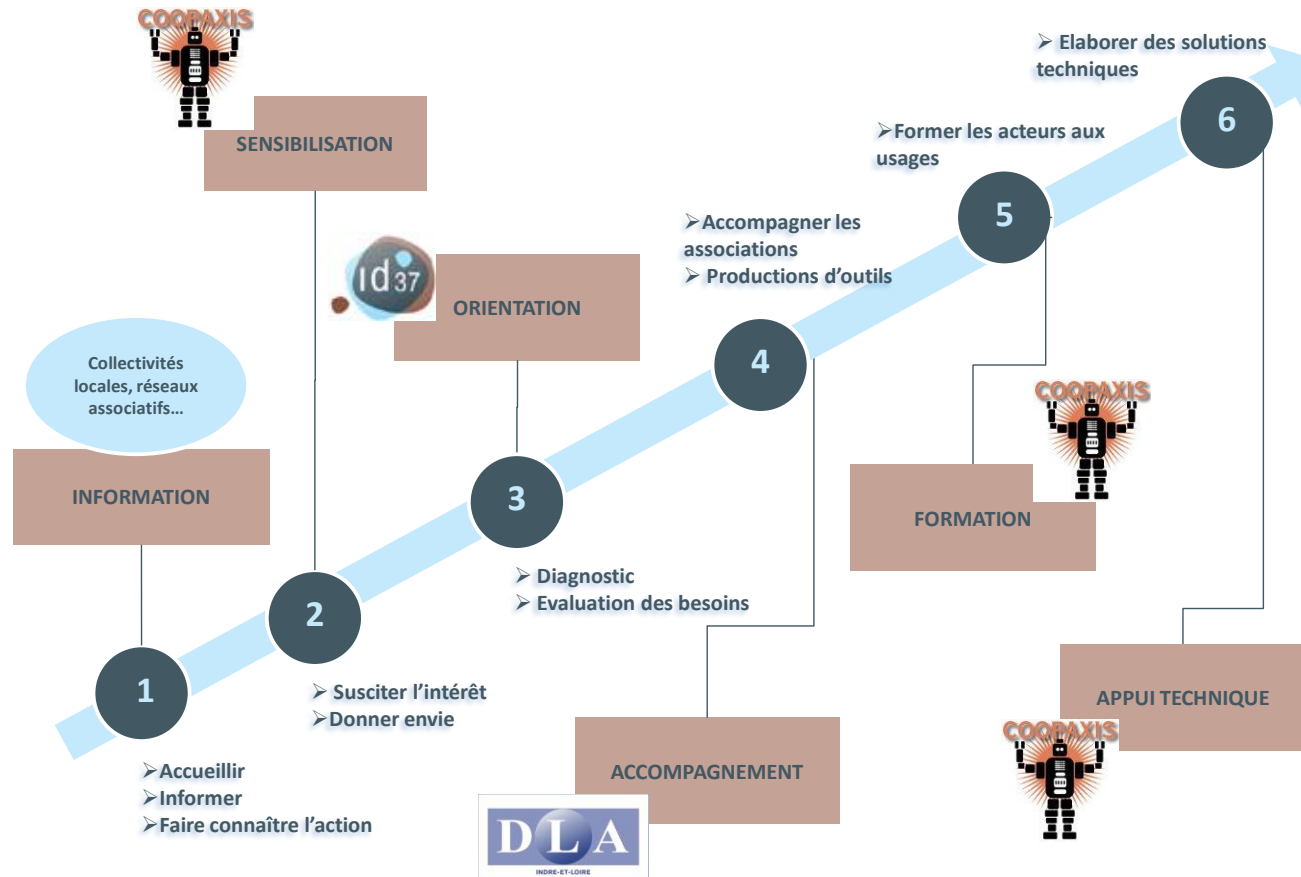 COOPAXIS
SENSIBILISATION
➢ Elaborer des solutions
techniques
6
➢Former les acteurs aux
usages
5
➢Accompagner les
associations
➢ Productions d'outils
4
id37
ORIENTATION
Collectivités
locales, réseaux
associatifs…
INFORMATION
3
COOPAXIS
FORMATION
➢ Diagnostic
➢ Evaluation des besoins
2
➢ Susciter l'intérêt
➢Donner envie
1
➢Accueillir
➢Informer
➢Faire connaître l'action
ACCOMPAGNEMENT
DLA
INDRE-ET-LOIRE
APPUI TECHNIQUE
COOPAXIS